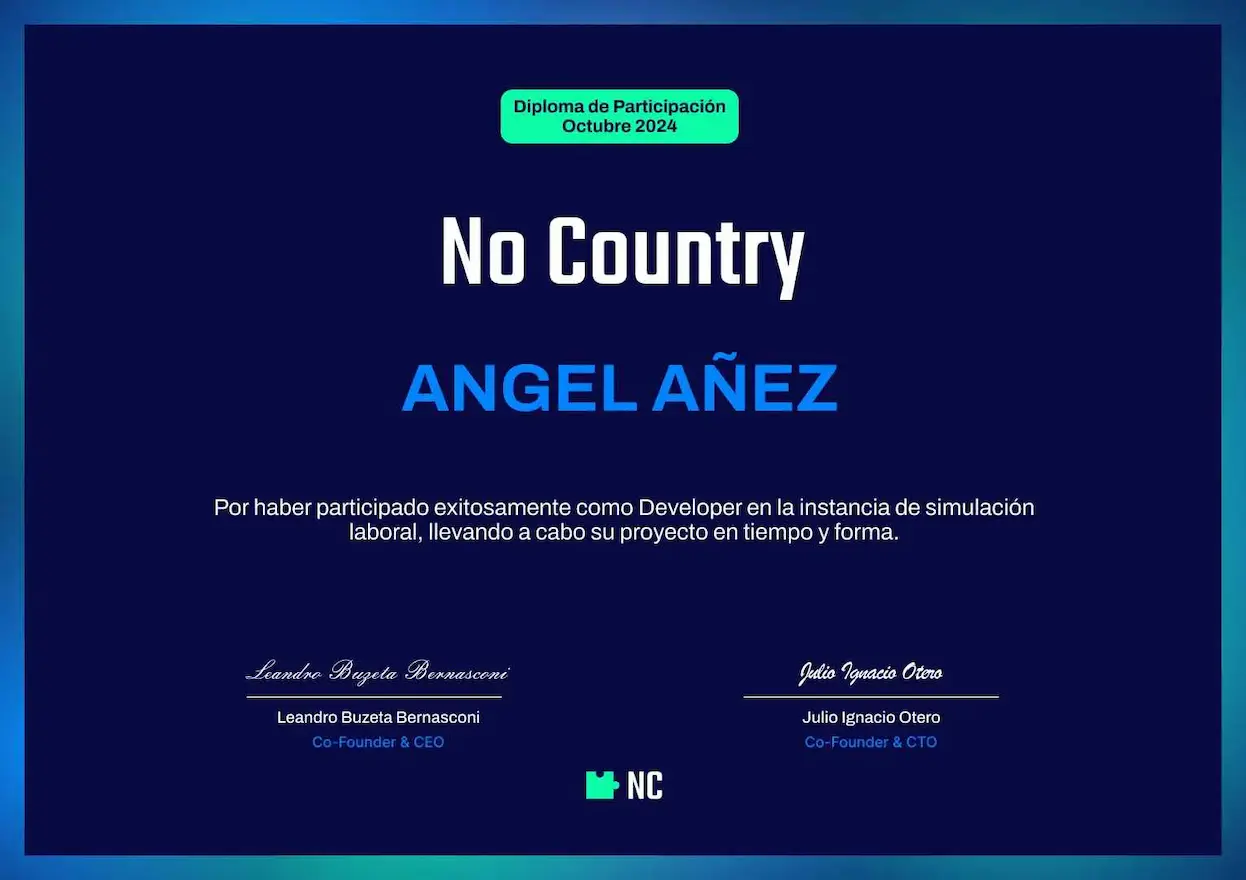 Diploma de Participación
Octubre 2024
No Country
ANGEL AÑEZ
Por haber participado exitosamente como Developer en la instancia de simulación
laboral, llevando a cabo su proyecto en tiempo y forma.
Leandro Buzeta Bernasconi
Leandro Buzeta Bernasconi
Co-Founder & CEO
Julio Ignacio Otero
Julio Ignacio Otero
Co-Founder & CTO
NC